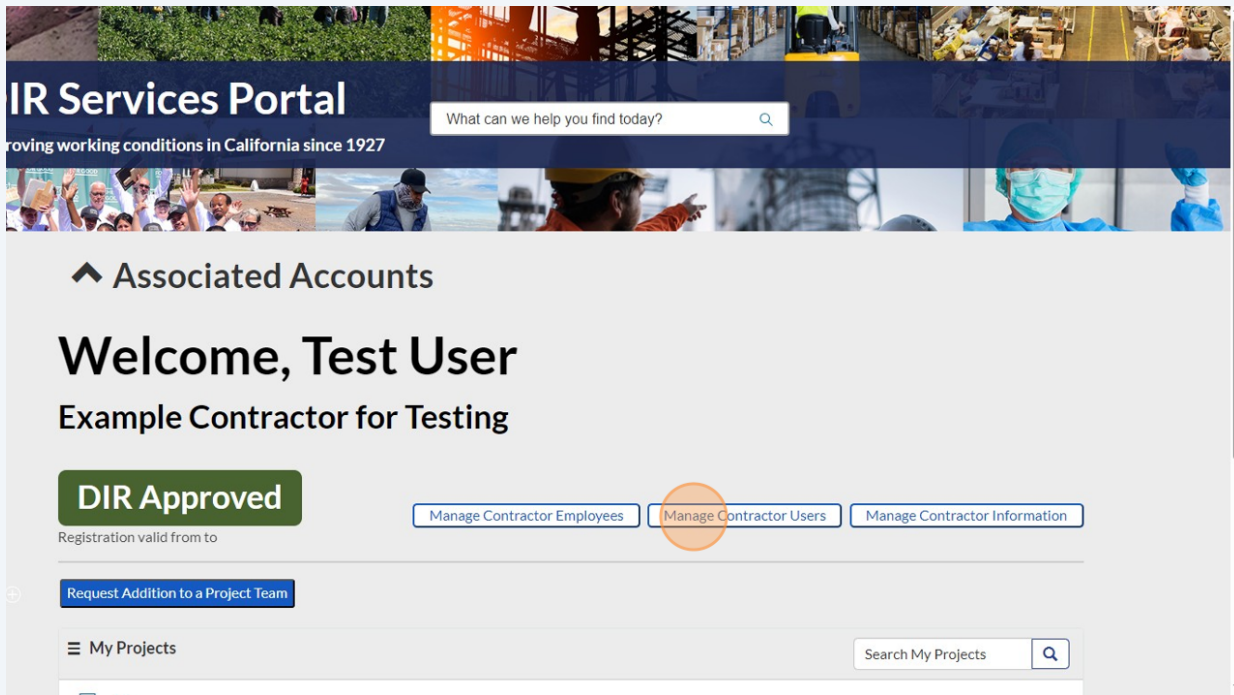 IR Services Portal
What can we help you find today?
roving working conditions in California since 1927
Associated Accounts
Welcome, Test User
Example Contractor for Testing
DIR Approved
Manage Contractor Employees
Manage Contractor Users
Manage Contractor Information
Registration valid from to
Request Addition to a Project Team
My Projects
Search My Projects